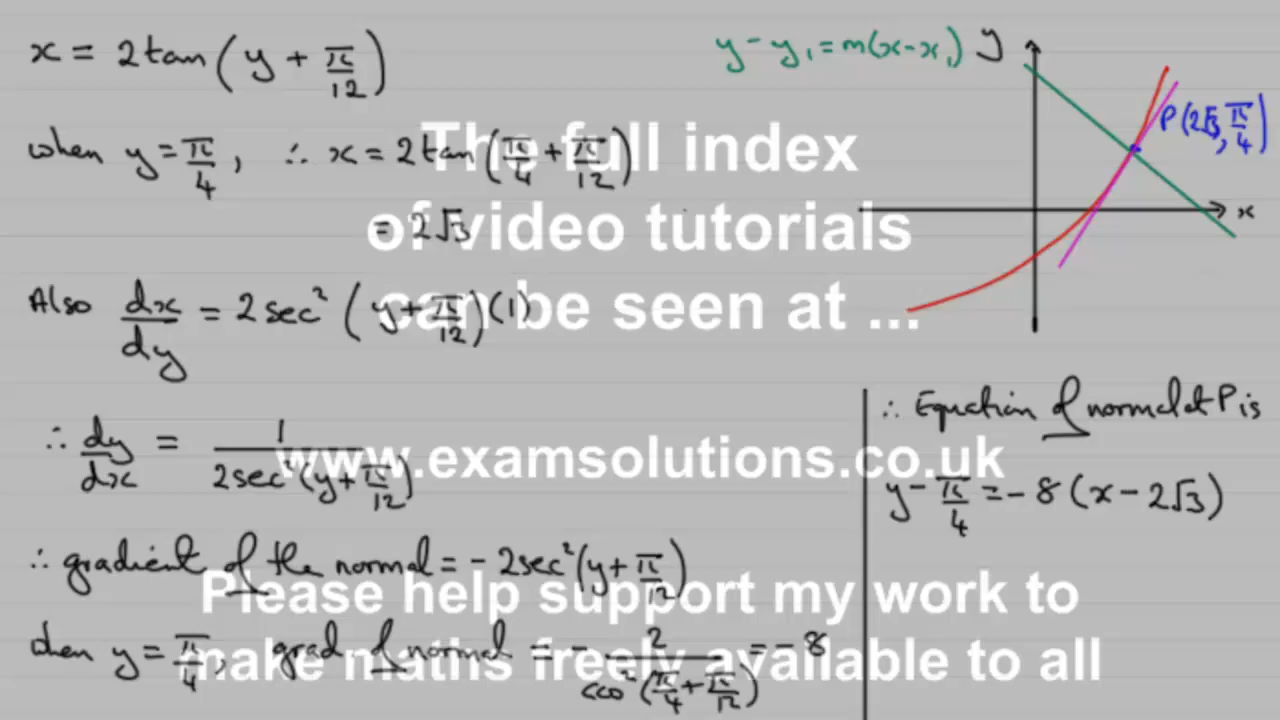 x = 2tan(y + π/12)
when y = π/4, ∴ x = 2tan(π/4 + π/12)
= 2√3
Also dx/dy = 2sec²(y + π/12)(1)
∴ dy/dx = 1/(2sec²(y + π/12))
∴ gradient of the normal = -2sec²(y + π/12)
when y = π/4, grad of normal = -2/(cos²(π/4 + π/12)) = -8
y - y₁ = m(x - x₁)
y
P(2√3, π/4)
x
∴ Equation of normal at P is
y - π/4 = -8(x - 2√3)
The full index
of video tutorials
can be seen at ...
www.examsolutions.co.uk
Please help support my work to
make maths freely available to all